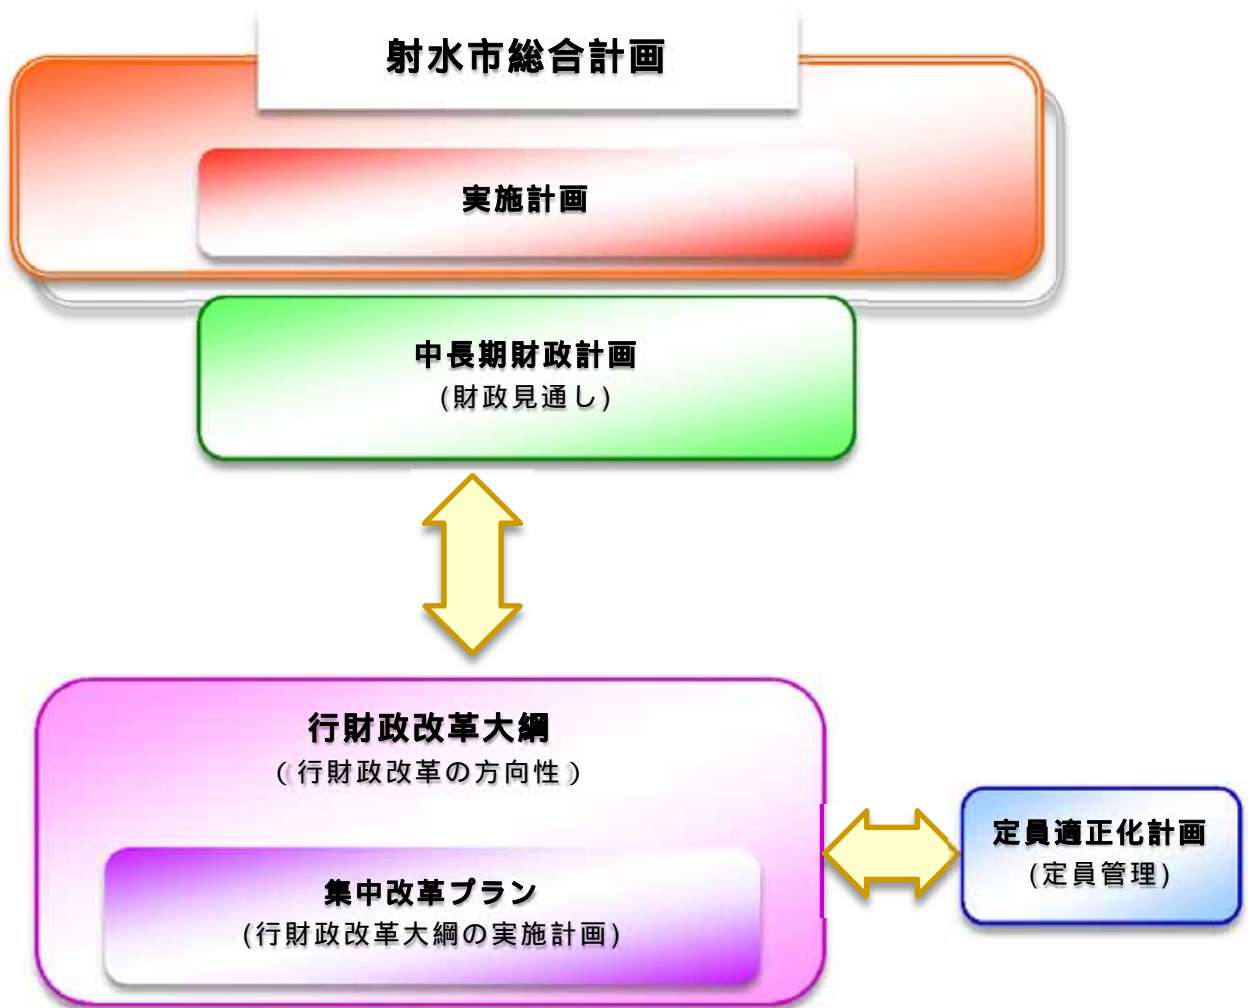 射水市総合計画
実施計画
中長期財政計画
(財政見通し)
行財政改革大綱
(行財政改革の方向性)
集中改革プラン
(行財政改革大綱の実施計画)
定員適正化計画
(定員管理)